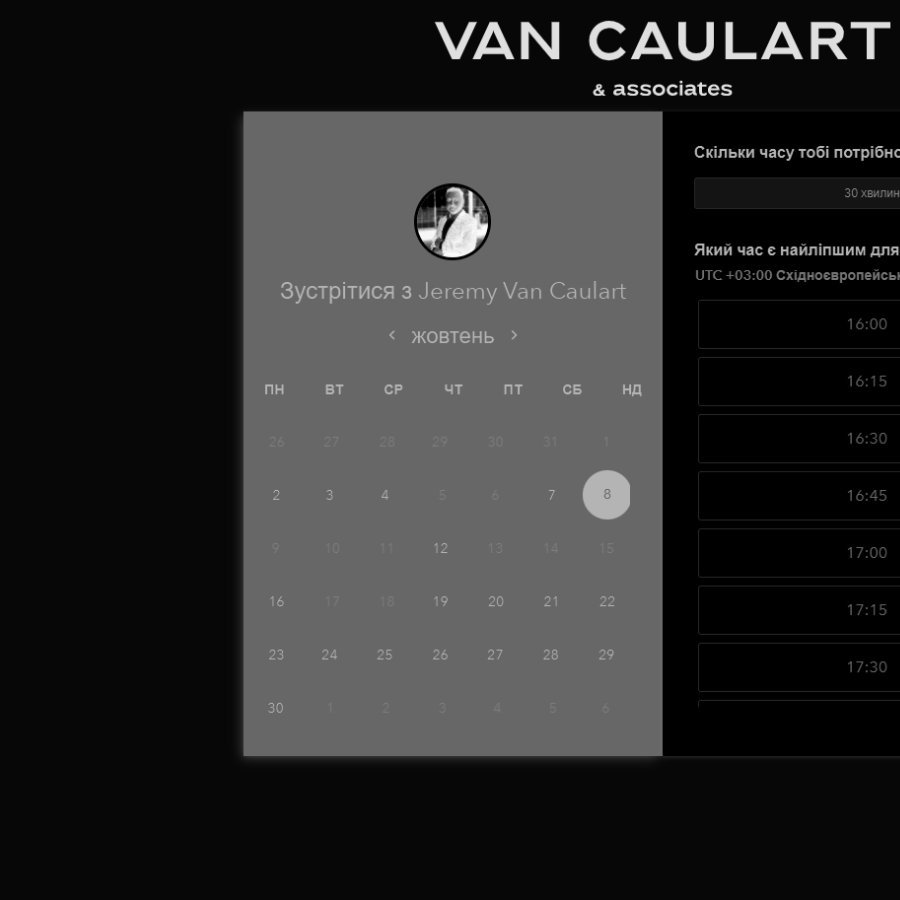 VAN CAULART
& associates
Зустрітися з Jeremy Van Caulart
жовтень
ПН ВТ СР ЧТ ПТ СБ НД
26 27 28 29 30 31 1
2 3 4 5 6 7 8
9 10 11 12 13 14 15
16 17 18 19 20 21 22
23 24 25 26 27 28 29
30 1 2 3 4 5 6
Скільки часу тобі потрібно
30 хвилин
Який час є найліпшим для
UTC +03:00 Східноєвропейськ
16:00
16:15
16:30
16:45
17:00
17:15
17:30